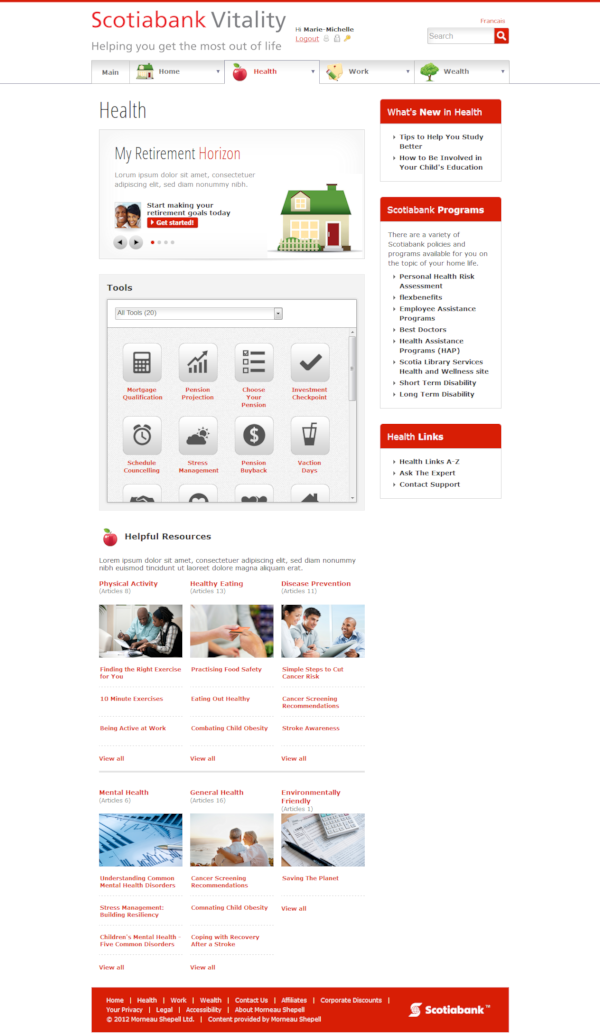 Scotiabank Vitality
Helping you get the most out of life
Hi Marie-Michelle
Logout
Francais
Search
Main
Home
Health
Work
Wealth
Health
My Retirement Horizon
Lorum ipsum dolor sit amet, consectetuer
adipiscing elit, sed diam nonummy nibh.
Start making your
retirement goals today
Get started!
Tools
All Tools (20)
Mortgage
Qualification
Pension
Projection
Choose
Your
Pension
Investment
Checkpoint
Schedule
Councelling
Stress
Management
Pension
Buyback
Vaction
Days
What's New in Health
Tips to Help You Study
Better
How to Be Involved in
Your Child's Education
Scotiabank Programs
There are a variety of
Scotiabank policies and
programs available for you on
the topic of your home life.
Personal Health Risk
Assessment
flexbenefits
Employee Assistance
Programs
Best Doctors
Health Assistance
Programs (HAP)
Scotia Library Services
Health and Wellness site
Short Term Disability
Long Term Disability
Health Links
Health Links A-Z
Ask The Expert
Contact Support
Helpful Resources
Lorem ipsum dolor sit amet, consectetuer adipiscing elit, sed diam nonummy
nibh euismod tincidunt ut laoreet dolore magna aliquam erat.
Physical Activity
(Articles 8)
Finding the Right Exercise
for You
10 Minute Exercises
Being Active at Work
View all
Healthy Eating
(Articles 13)
Practising Food Safety
Eating Out Healthy
Combating Child Obesity
View all
Disease Prevention
(Articles 11)
Simple Steps to Cut
Cancer Risk
Cancer Screening
Recommendations
Stroke Awareness
View all
Mental Health
(Articles 6)
Understanding Common
Mental Health Disorders
Stress Management:
Building Resiliency
Children's Mental Health -
Five Common Disorders
View all
General Health
(Articles 16)
Cancer Screening
Recommendations
Commating Child Obesity
Coping with Recovery
After a Stroke
View all
Environmentally
Friendly
(Articles 1)
Saving The Planet
View all
Home | Health | Work | Wealth | Contact Us | Affiliates | Corporate Discounts |
Your Privacy | Legal | Accessibility | About Morneau Shepell
© 2012 Morneau Shepell Ltd. | Content provided by Morneau Shepell
Scotiabank™